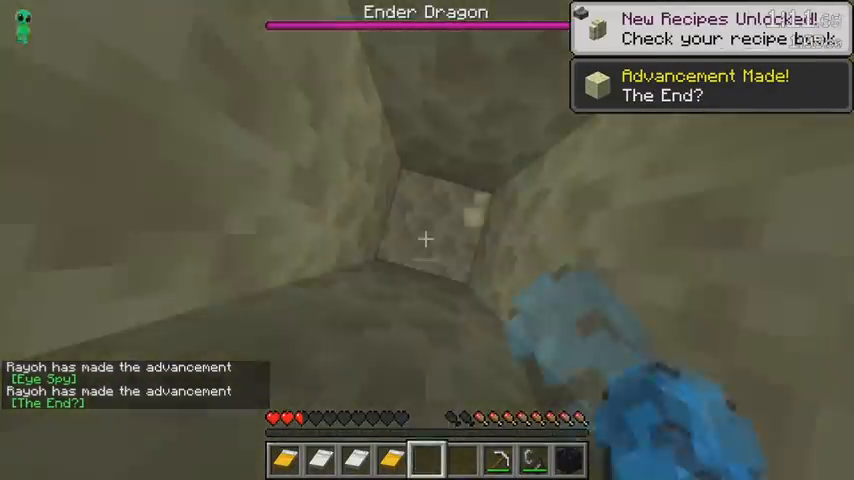 Ender Dragon
New Recipes Unlocked!
Check your recipe book
Advancement Made!
The End?
Rayoh has made the advancement
[Eye Spy]
Rayoh has made the advancement
[The End?]